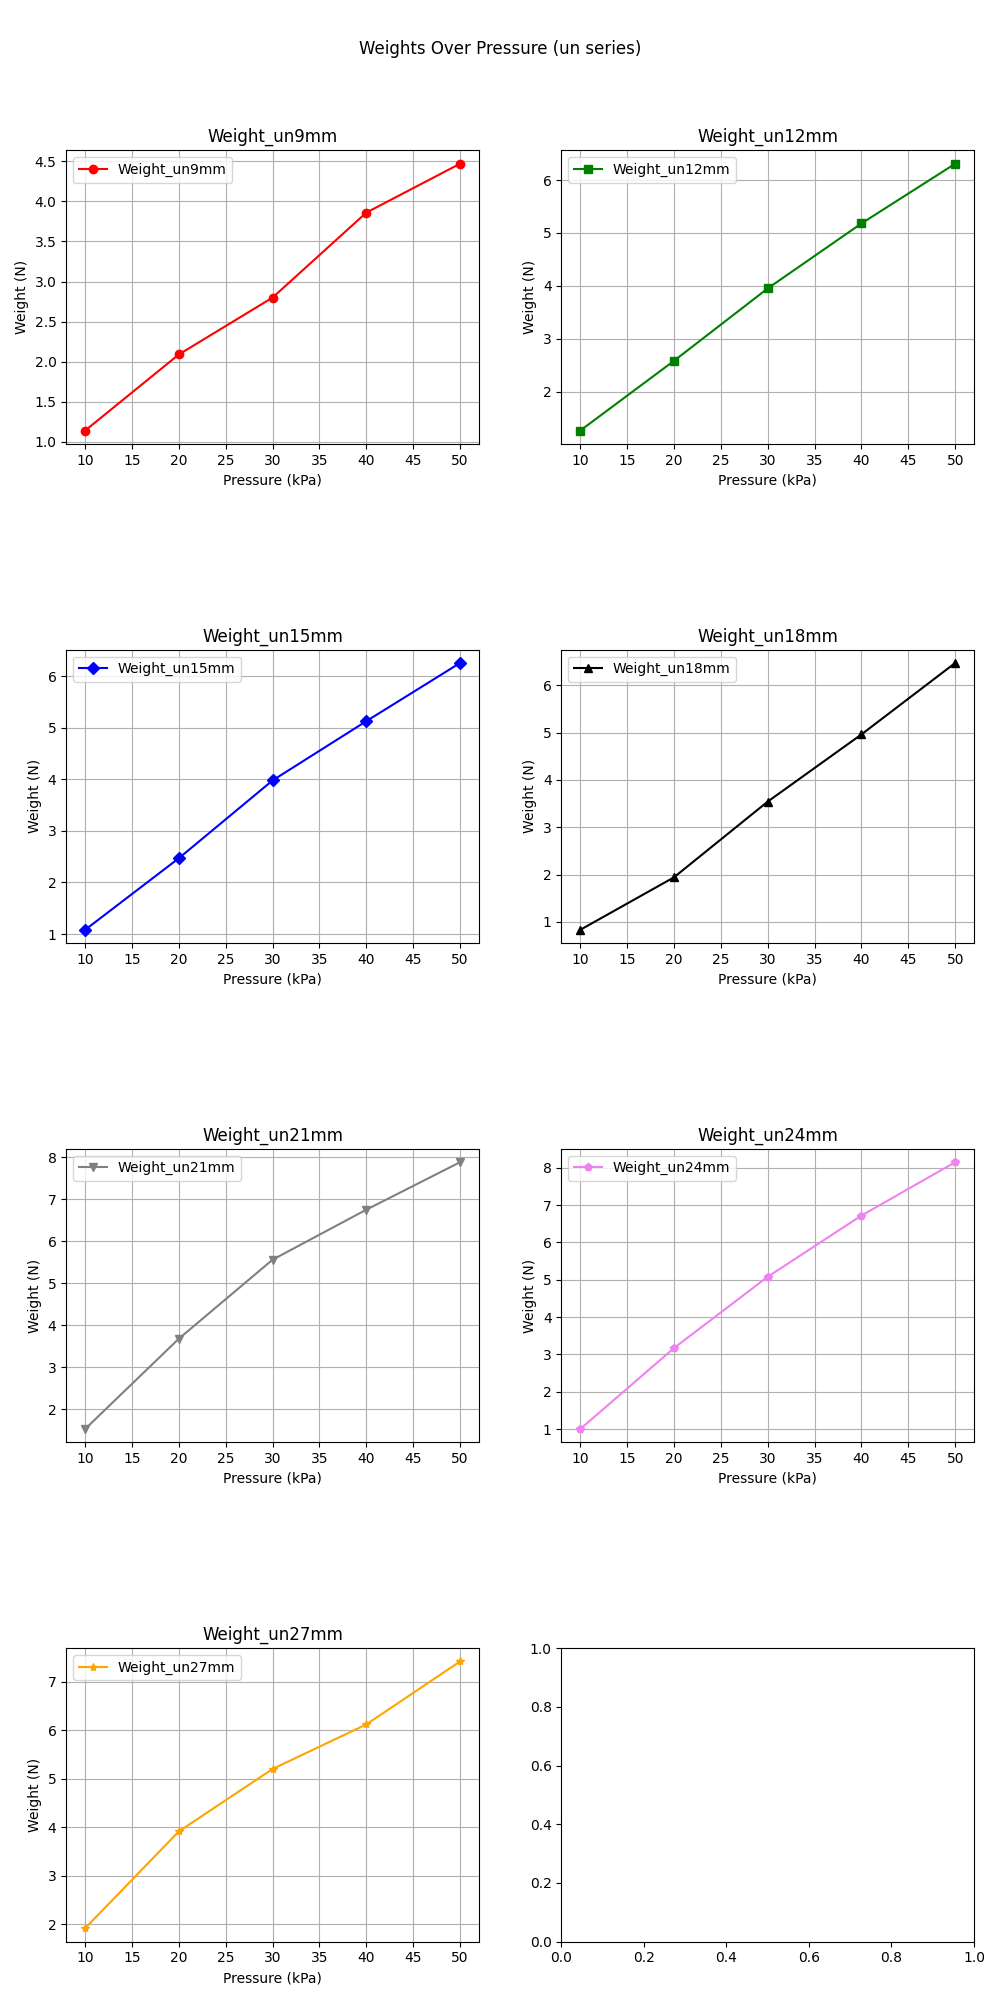 Weights Over Pressure (un series)
Weight_un9mm
Weight_un12mm
4.5
4.0
3.5
3.0
2.5
2.0
1.5
1.0
Weight (N)
Weight_un9mm
10 15 20 25 30 35 40 45 50
Pressure (kPa)
6
5
4
3
2
Weight (N)
Weight_un12mm
10 15 20 25 30 35 40 45 50
Pressure (kPa)
Weight_un15mm
Weight_un18mm
6
5
4
3
2
1
Weight (N)
Weight_un15mm
10 15 20 25 30 35 40 45 50
Pressure (kPa)
6
5
4
3
2
1
Weight (N)
Weight_un18mm
10 15 20 25 30 35 40 45 50
Pressure (kPa)
Weight_un21mm
Weight_un24mm
8
7
6
5
4
3
2
Weight (N)
Weight_un21mm
10 15 20 25 30 35 40 45 50
Pressure (kPa)
8
7
6
5
4
3
2
1
Weight (N)
Weight_un24mm
10 15 20 25 30 35 40 45 50
Pressure (kPa)
Weight_un27mm
7
6
5
4
3
2
Weight (N)
Weight_un27mm
10 15 20 25 30 35 40 45 50
Pressure (kPa)
1.0
0.8
0.6
0.4
0.2
0.0
0.0 0.2 0.4 0.6 0.8 1.0